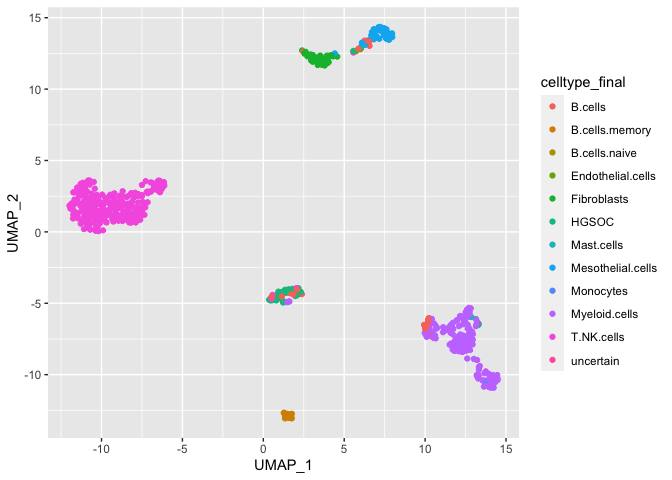 15
10
5
0
-5
-10
UMAP_2
-10
-5
0
5
10
15
UMAP_1
celltype_final
B.cells
B.cells.memory
B.cells.naive
Endothelial.cells
Fibroblasts
HGSOC
Mast.cells
Mesothelial.cells
Monocytes
Myeloid.cells
T.NK.cells
uncertain